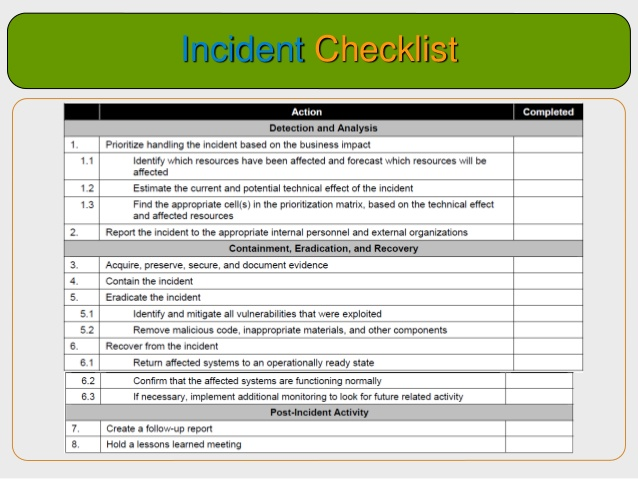 Incident Checklist
Action Completed
Detection and Analysis
1. Prioritize handling the incident based on the business impact
1.1 Identify which resources have been affected and forecast which resources will be
affected
1.2 Estimate the current and potential technical effect of the incident
1.3 Find the appropriate cell(s) in the prioritization matrix, based on the technical effect
and affected resources
2. Report the incident to the appropriate internal personnel and external organizations
Containment, Eradication, and Recovery
3. Acquire, preserve, secure, and document evidence
4. Contain the incident
5. Eradicate the incident
5.1 Identify and mitigate all vulnerabilities that were exploited
5.2 Remove malicious code, inappropriate materials, and other components
6. Recover from the incident
6.1 Return affected systems to an operationally ready state
6.2 Confirm that the affected systems are functioning normally
6.3 If necessary, implement additional monitoring to look for future related activity
Post-Incident Activity
7. Create a follow-up report
8. Hold a lessons learned meeting